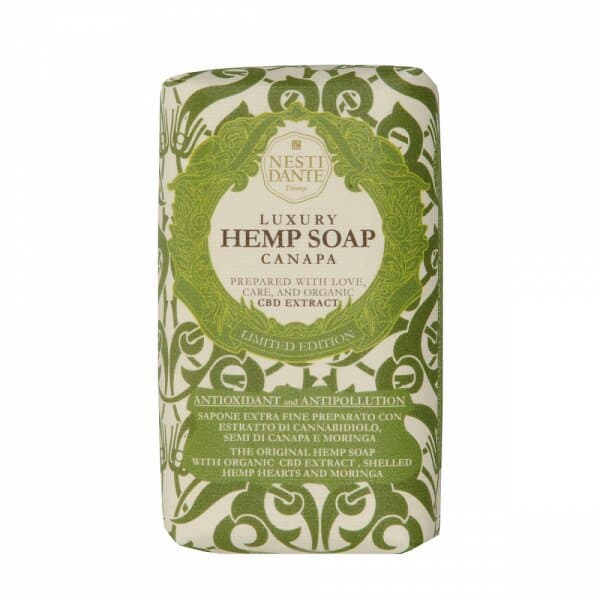 NESTI
DANTE
Firenze
LUXURY
HEMP SOAP
CANAPA
PREPARED WITH LOVE,
CARE, AND ORGANIC
CBD EXTRACT
LIMITED EDITION
ANTIOXIDANT and ANTIPOLLUTION
SAPONE EXTRA FINE PREPARATO CON
ESTRATTO DI CANNABIDIOLO,
SEMI DI CANAPA E MORINGA
THE ORIGINAL HEMP SOAP
WITH ORGANIC CBD EXTRACT, SHELLED
HEMP HEARTS AND MORINGA